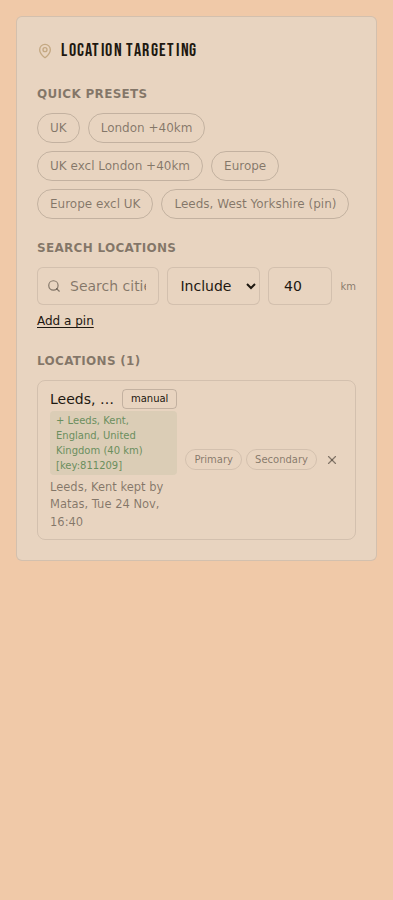 LOCATION TARGETING
QUICK PRESETS
UK
London +40km
UK excl London +40km
Europe
Europe excl UK
Leeds, West Yorkshire (pin)
SEARCH LOCATIONS
Search citi
Include
40
km
Add a pin
LOCATIONS (1)
Leeds, ...
manual
+ Leeds, Kent,
England, United
Kingdom (40 km)
[key:811209]
Primary
Secondary
Leeds, Kent kept by
Matas, Tue 24 Nov,
16:40